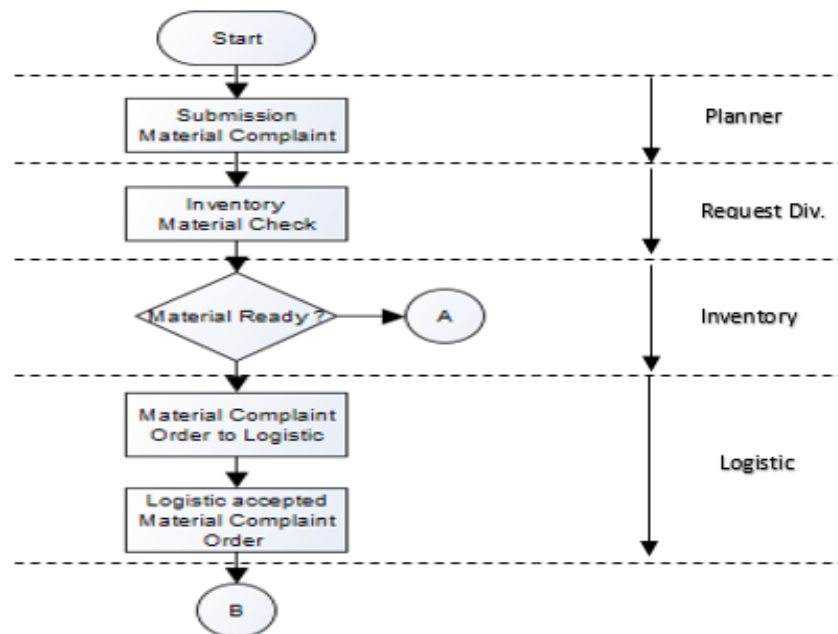 Start
Submission
Material Complaint
Planner
Inventory
Material Check
Request Div.
Material Ready ?
A
Inventory
Material Complaint
Order to Logistic
Logistic
Logistic accepted
Material Complaint
Order
B